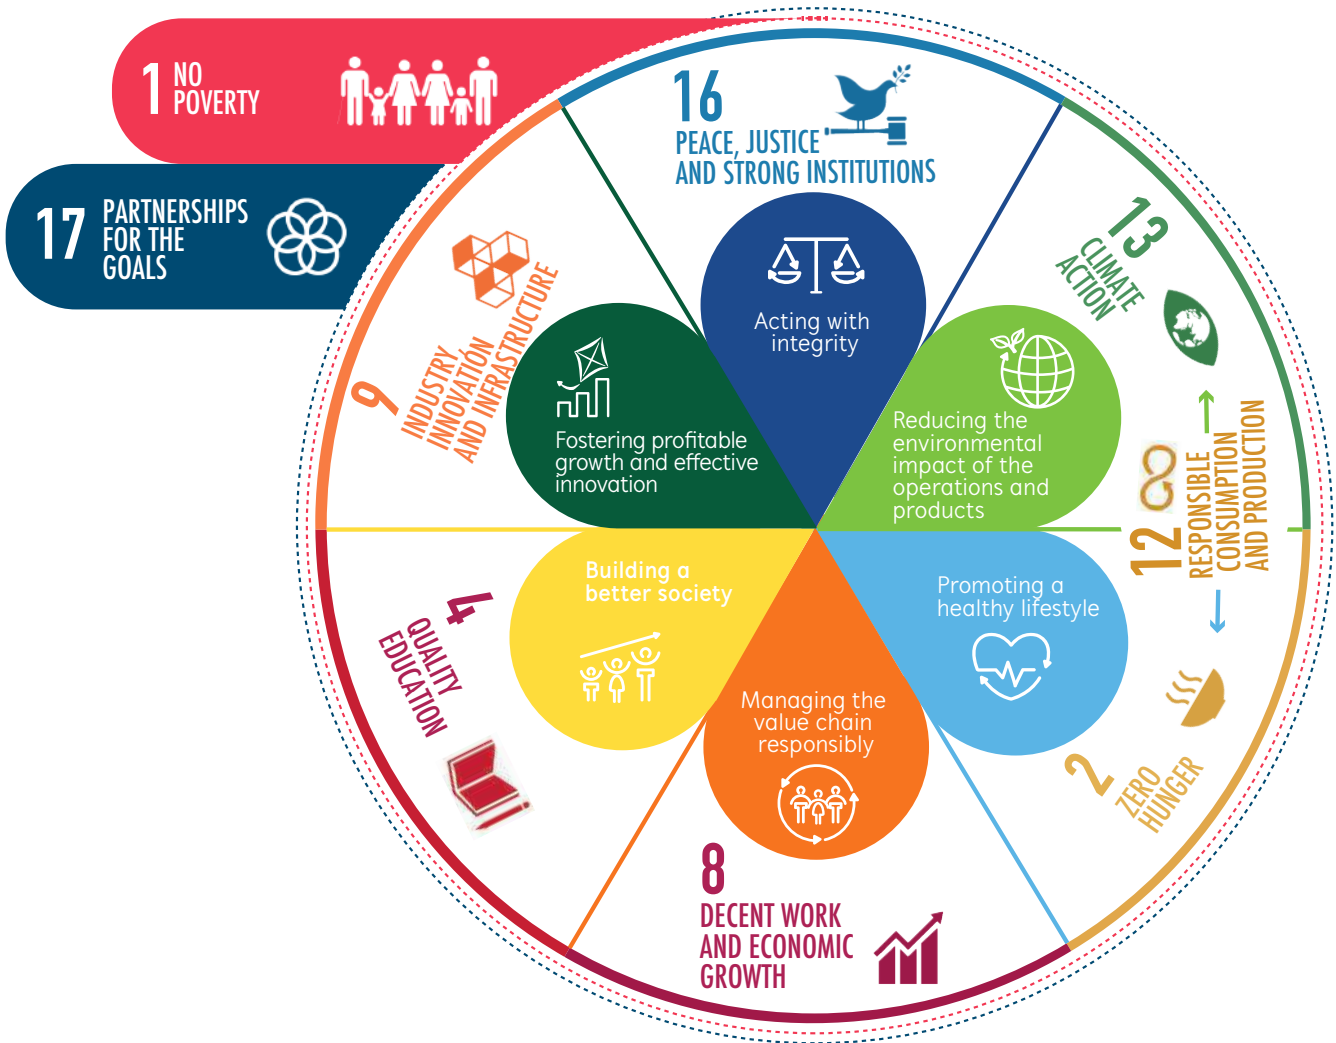 1
NO
POVERTY
17
PARTNERSHIPS
FOR THE
GOALS
16
PEACE, JUSTICE
AND STRONG INSTITUTIONS
13
CLIMATE
ACTION
12
RESPONSIBLE
CONSUMPTION
AND PRODUCTION
2
ZERO
HUNGER
8
DECENT WORK
AND ECONOMIC
GROWTH
4
QUALITY
EDUCATION
9
INDUSTRY,
INNOVATIÓN
AND INFRASTRUCTURE
Acting with
integrity
Reducing the
environmental
impact of the
operations and
products
Promoting a
healthy lifestyle
Managing the
value chain
responsibly
Building a
better society
Fostering profitable
growth and effective
innovation